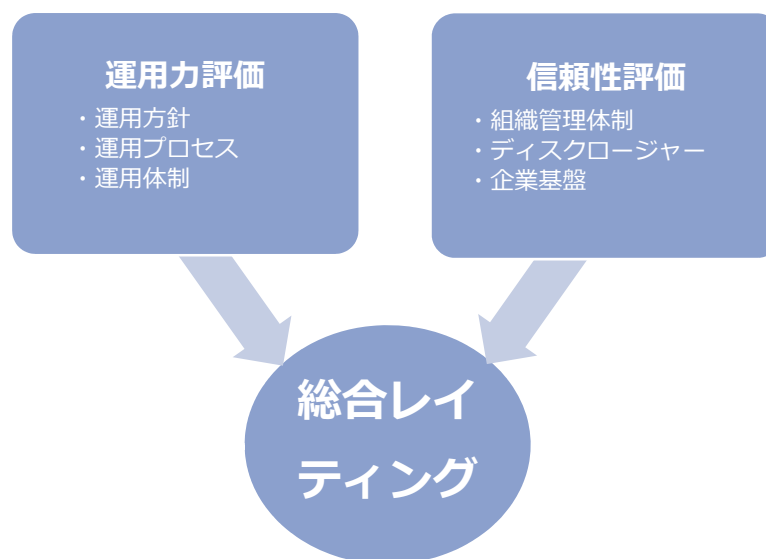 運用力評価
・運用方針
・運用プロセス
・運用体制
信頼性評価
・組織管理体制
・ディスクロージャー
・企業基盤
総合レイ
ティング